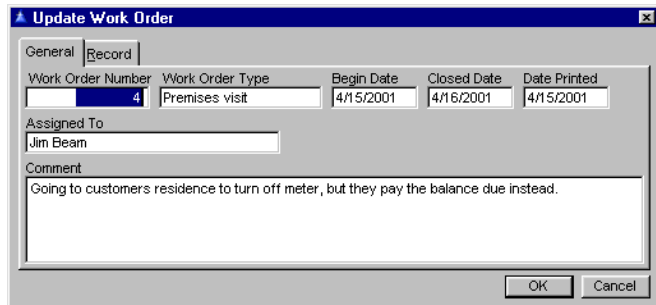 Update Work Order
General Record
Work Order Number Work Order Type Begin Date Closed Date Date Printed
4 Premises visit 4/15/2001 4/16/2001 4/15/2001
Assigned To
Jim Beam
Comment
Going to customers residence to turn off meter, but they pay the balance due instead.
OK Cancel